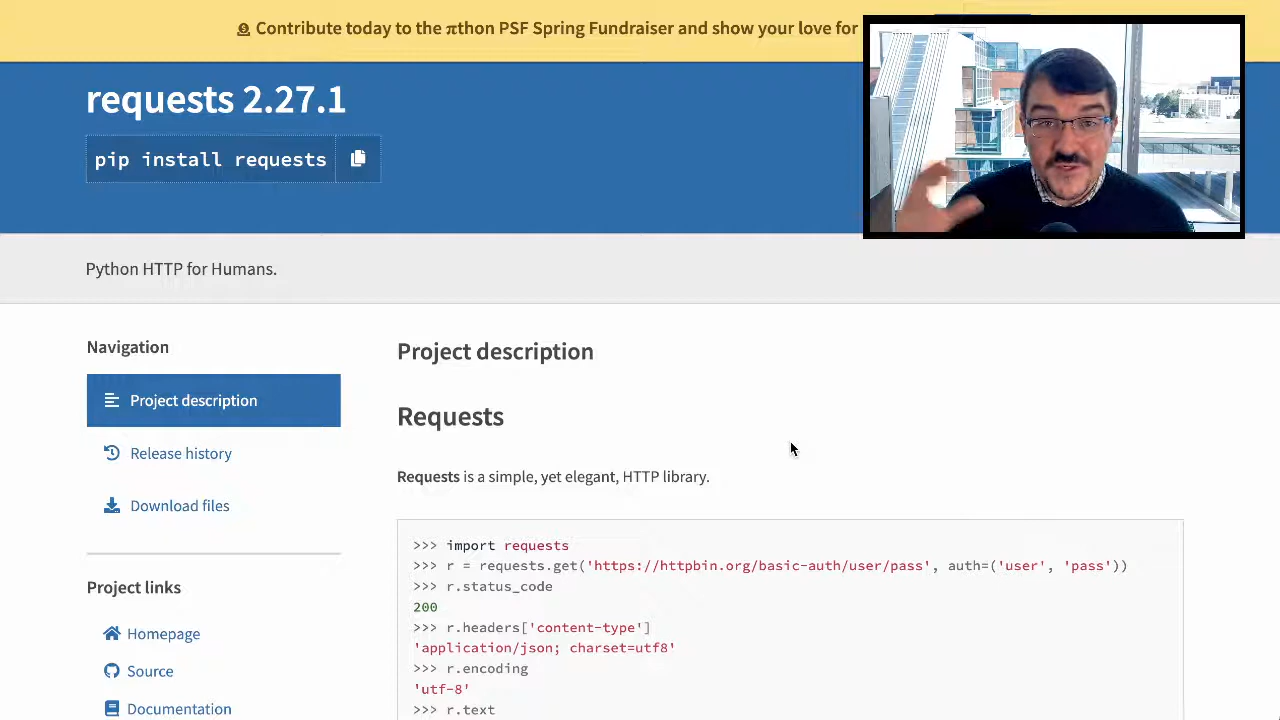 Contribute today to the πthon PSF Spring Fundraiser and show your love for
requests 2.27.1
pip install requests
Python HTTP for Humans.
Navigation
Project description
Release history
Download files
Project links
Homepage
Source
Documentation
Project description
Requests
Requests is a simple, yet elegant, HTTP library.
>>> import requests
>>> r = requests.get('https://httpbin.org/basic-auth/user/pass', auth=('user', 'pass'))
>>> r.status_code
200
>>> r.headers['content-type']
'application/json; charset=utf8'
>>> r.encoding
'utf-8'
>>> r.text